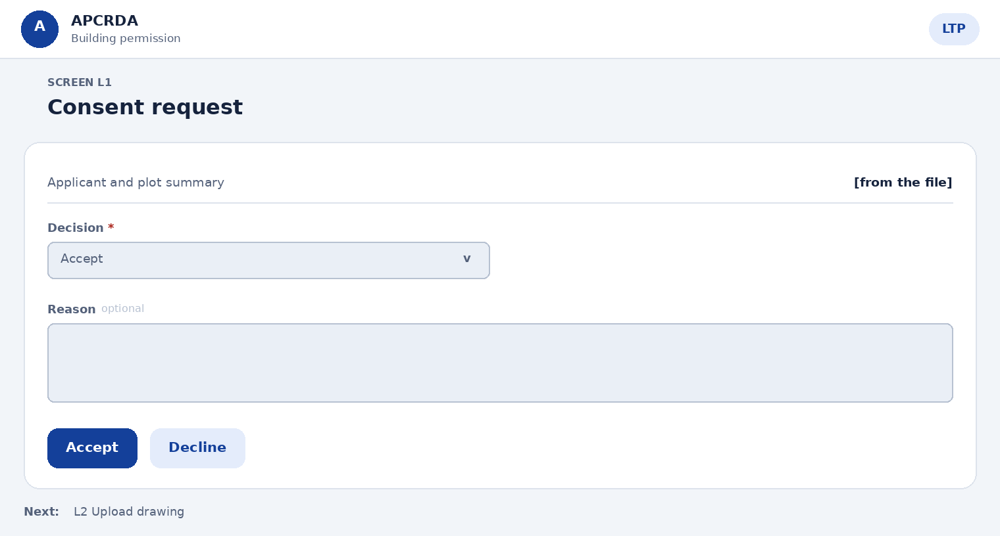 A
APCRDA
Building permission
LTP
SCREEN L1
Consent request
Applicant and plot summary [from the file]
Decision *
Accept v
Reason optional
Accept Decline
Next: L2 Upload drawing